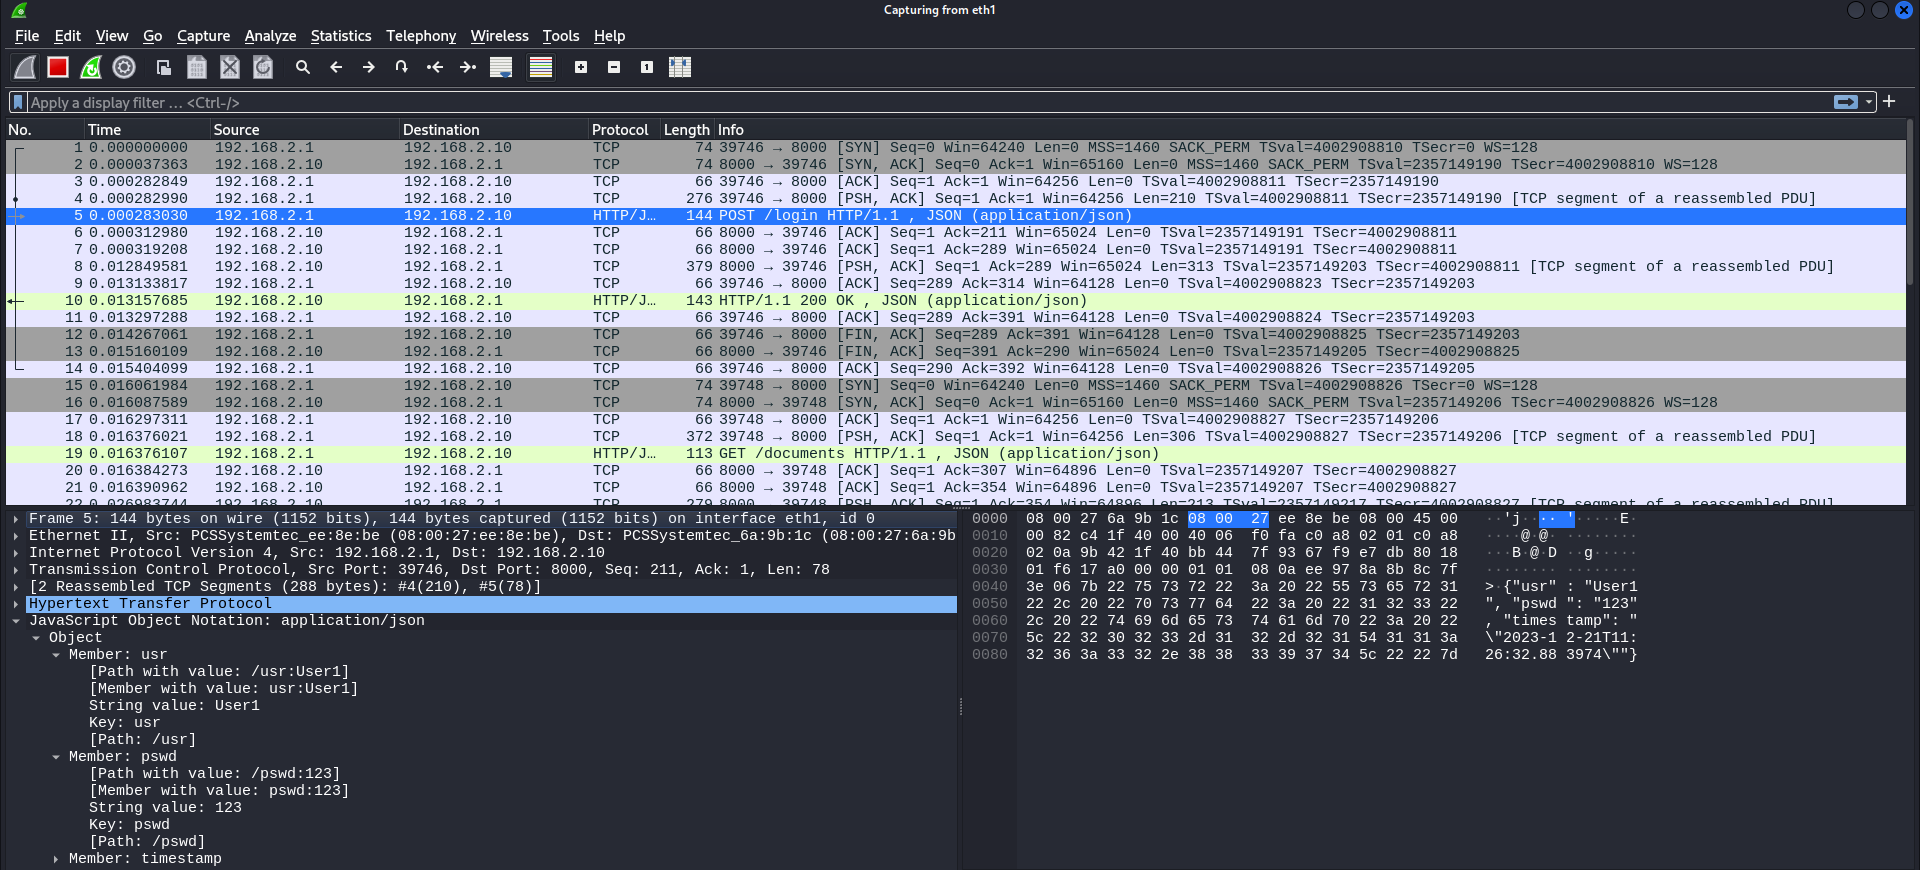 Capturing from eth1
File Edit View Go Capture Analyze Statistics Telephony Wireless Tools Help
Apply a display filter … <Ctrl-/>
No. Time Source Destination Protocol Length Info
1 0.000000000 192.168.2.1 192.168.2.10 TCP 74 39746 → 8000 [SYN] Seq=0 Win=64240 Len=0 MSS=1460 SACK_PERM TSval=4002908810 TSecr=0 WS=128
2 0.000037363 192.168.2.10 192.168.2.1 TCP 74 8000 → 39746 [SYN, ACK] Seq=0 Ack=1 Win=65160 Len=0 MSS=1460 SACK_PERM TSval=2357149190 TSecr=4002908810 WS=128
3 0.000282849 192.168.2.1 192.168.2.10 TCP 66 39746 → 8000 [ACK] Seq=1 Ack=1 Win=64256 Len=0 TSval=4002908811 TSecr=2357149190
4 0.000282990 192.168.2.1 192.168.2.10 TCP 276 39746 → 8000 [PSH, ACK] Seq=1 Ack=1 Win=64256 Len=210 TSval=4002908811 TSecr=2357149190 [TCP segment of a reassembled PDU]
5 0.000283030 192.168.2.1 192.168.2.10 HTTP/J… 144 POST /login HTTP/1.1 , JSON (application/json)
6 0.000312980 192.168.2.10 192.168.2.1 TCP 66 8000 → 39746 [ACK] Seq=1 Ack=211 Win=65024 Len=0 TSval=2357149191 TSecr=4002908811
7 0.000319208 192.168.2.10 192.168.2.1 TCP 66 8000 → 39746 [ACK] Seq=1 Ack=289 Win=65024 Len=0 TSval=2357149191 TSecr=4002908811
8 0.012849581 192.168.2.10 192.168.2.1 TCP 379 8000 → 39746 [PSH, ACK] Seq=1 Ack=289 Win=65024 Len=313 TSval=2357149203 TSecr=4002908811 [TCP segment of a reassembled PDU]
9 0.013133817 192.168.2.1 192.168.2.10 TCP 66 39746 → 8000 [ACK] Seq=289 Ack=314 Win=64128 Len=0 TSval=4002908823 TSecr=2357149203
10 0.013157685 192.168.2.10 192.168.2.1 HTTP/J… 143 HTTP/1.1 200 OK , JSON (application/json)
11 0.013297288 192.168.2.1 192.168.2.10 TCP 66 39746 → 8000 [ACK] Seq=289 Ack=391 Win=64128 Len=0 TSval=4002908824 TSecr=2357149203
12 0.014267061 192.168.2.1 192.168.2.10 TCP 66 39746 → 8000 [FIN, ACK] Seq=289 Ack=391 Win=64128 Len=0 TSval=4002908825 TSecr=2357149203
13 0.015160109 192.168.2.10 192.168.2.1 TCP 66 8000 → 39746 [FIN, ACK] Seq=391 Ack=290 Win=65024 Len=0 TSval=2357149205 TSecr=4002908825
14 0.015404099 192.168.2.1 192.168.2.10 TCP 66 39746 → 8000 [ACK] Seq=290 Ack=392 Win=64128 Len=0 TSval=4002908826 TSecr=2357149205
15 0.016061984 192.168.2.1 192.168.2.10 TCP 74 39748 → 8000 [SYN] Seq=0 Win=64240 Len=0 MSS=1460 SACK_PERM TSval=4002908826 TSecr=0 WS=128
16 0.016087589 192.168.2.10 192.168.2.1 TCP 74 8000 → 39748 [SYN, ACK] Seq=0 Ack=1 Win=65160 Len=0 MSS=1460 SACK_PERM TSval=2357149206 TSecr=4002908826 WS=128
17 0.016297311 192.168.2.1 192.168.2.10 TCP 66 39748 → 8000 [ACK] Seq=1 Ack=1 Win=64256 Len=0 TSval=4002908827 TSecr=2357149206
18 0.016376021 192.168.2.1 192.168.2.10 TCP 372 39748 → 8000 [PSH, ACK] Seq=1 Ack=1 Win=64256 Len=306 TSval=4002908827 TSecr=2357149206 [TCP segment of a reassembled PDU]
19 0.016376107 192.168.2.1 192.168.2.10 HTTP/J… 113 GET /documents HTTP/1.1 , JSON (application/json)
20 0.016384273 192.168.2.10 192.168.2.1 TCP 66 8000 → 39748 [ACK] Seq=1 Ack=307 Win=64896 Len=0 TSval=2357149207 TSecr=4002908827
21 0.016390962 192.168.2.10 192.168.2.1 TCP 66 8000 → 39748 [ACK] Seq=1 Ack=354 Win=64896 Len=0 TSval=2357149207 TSecr=4002908827
22 0.026983744 192.168.2.10 192.168.2.1 TCP 279 8000 → 39748 [PSH, ACK] Seq=1 Ack=354 Win=64896 Len=213 TSval=2357149217 TSecr=4002908827 [TCP segment of a reassembled PDU]
Frame 5: 144 bytes on wire (1152 bits), 144 bytes captured (1152 bits) on interface eth1, id 0
Ethernet II, Src: PCSSystemtec_ee:8e:be (08:00:27:ee:8e:be), Dst: PCSSystemtec_6a:9b:1c (08:00:27:6a:9b
Internet Protocol Version 4, Src: 192.168.2.1, Dst: 192.168.2.10
Transmission Control Protocol, Src Port: 39746, Dst Port: 8000, Seq: 211, Ack: 1, Len: 78
[2 Reassembled TCP Segments (288 bytes): #4(210), #5(78)]
Hypertext Transfer Protocol
JavaScript Object Notation: application/json
Object
Member: usr
[Path with value: /usr:User1]
[Member with value: usr:User1]
String value: User1
Key: usr
[Path: /usr]
Member: pswd
[Path with value: /pswd:123]
[Member with value: pswd:123]
String value: 123
Key: pswd
[Path: /pswd]
Member: timestamp
0000 08 00 27 6a 9b 1c 08 00 27 ee 8e be 08 00 45 00 ··'j····'·····E·
0010 00 82 c4 1f 40 00 40 06 f0 fa c0 a8 02 01 c0 a8 ····@·@· ········
0020 02 0a 9b 42 1f 40 bb 44 7f 93 67 f9 e7 db 80 18 ···B·@·D ··g·····
0030 01 f6 17 a0 00 00 01 01 08 0a ee 97 8a 8b 8c 7f ········ ········
0040 3e 06 7b 22 75 73 72 22 3a 20 22 55 73 65 72 31 >·{"usr" : "User1
0050 22 2c 20 22 70 73 77 64 22 3a 20 22 31 32 33 22 ", "pswd ": "123"
0060 2c 20 22 74 69 6d 65 73 74 61 6d 70 22 3a 20 22 , "times tamp": "
0070 5c 22 32 30 32 33 2d 31 32 2d 32 31 54 31 31 3a \"2023-1 2-21T11:
0080 32 36 3a 33 32 2e 38 38 33 39 37 34 5c 22 22 7d 26:32.88 3974\""}